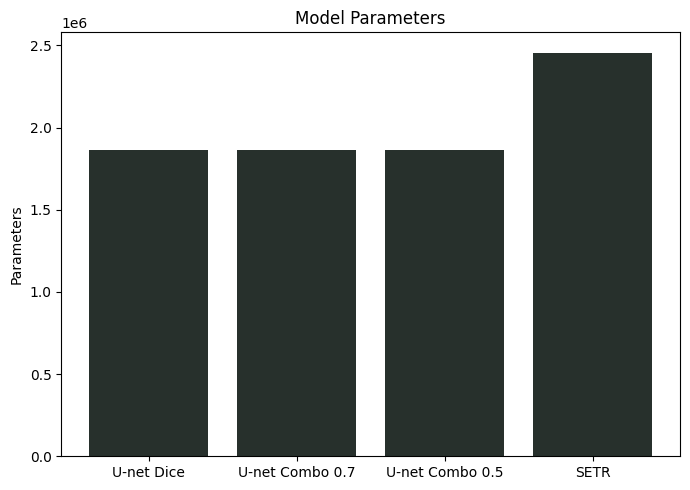 Model Parameters
1e6
2.5
2.0
1.5
1.0
0.5
0.0
Parameters
U-net Dice
U-net Combo 0.7
U-net Combo 0.5
SETR